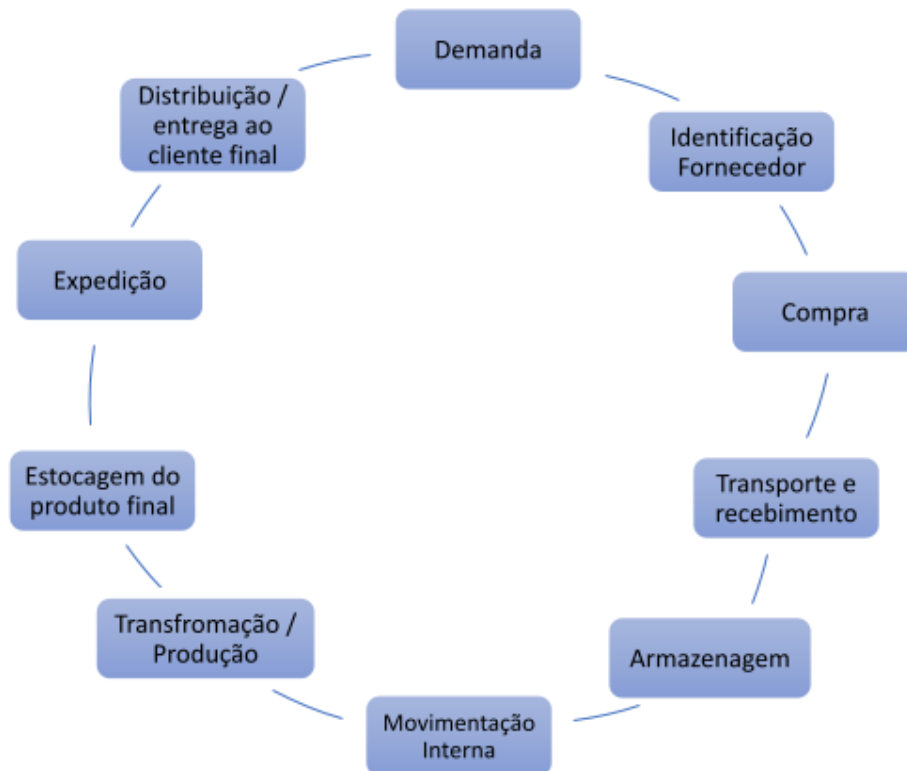 Demanda
Identificação
Fornecedor
Compra
Transporte e
recebimento
Armazenagem
Movimentação
Interna
Transfromação /
Produção
Estocagem do
produto final
Expedição
Distribuição /
entrega ao
cliente final